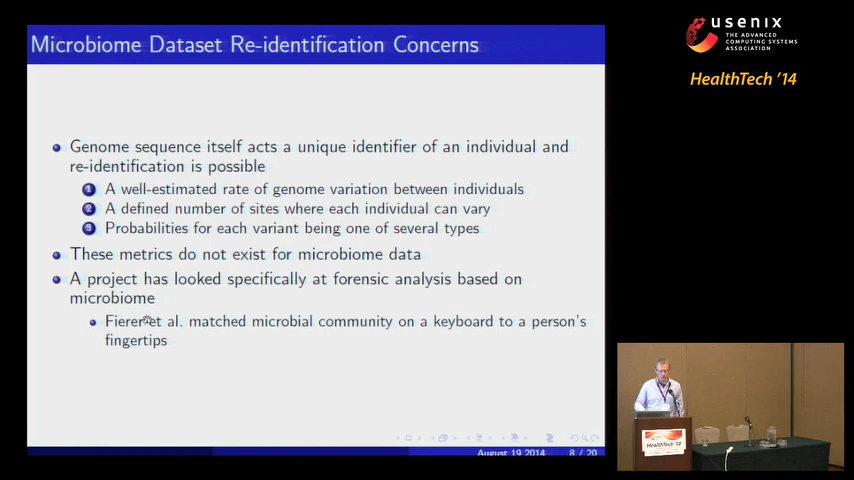 Microbiome Dataset Re-identification Concerns
Genome sequence itself acts a unique identifier of an individual and
re-identification is possible
1 A well-estimated rate of genome variation between individuals
2 A defined number of sites where each individual can vary
3 Probabilities for each variant being one of several types
These metrics do not exist for microbiome data
A project has looked specifically at forensic analysis based on
microbiome
Fierer et al. matched microbial community on a keyboard to a person's
fingertips
August 19 2014 8 / 20
usenix
THE ADVANCED
COMPUTING SYSTEMS
ASSOCIATION
HealthTech '14
HealthTech '14